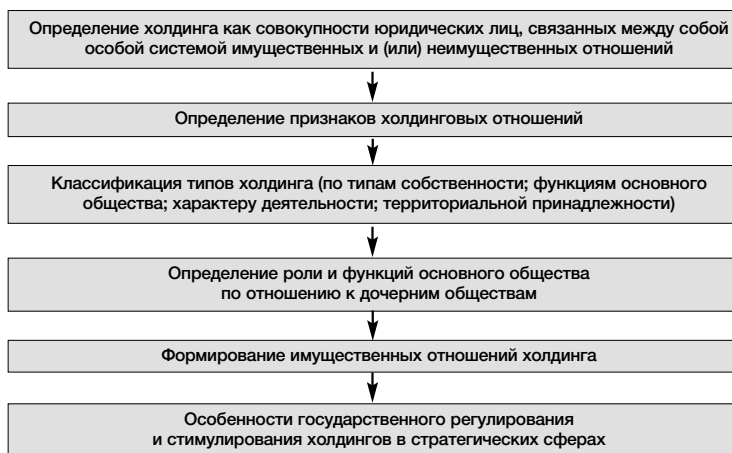 Определение холдинга как совокупности юридических лиц, связанных между собой
особой системой имущественных и (или) неимущественных отношений
Определение признаков холдинговых отношений
Классификация типов холдинга (по типам собственности; функциям основного
общества; характеру деятельности; территориальной принадлежности)
Определение роли и функций основного общества
по отношению к дочерним обществам
Формирование имущественных отношений холдинга
Особенности государственного регулирования
и стимулирования холдингов в стратегических сферах